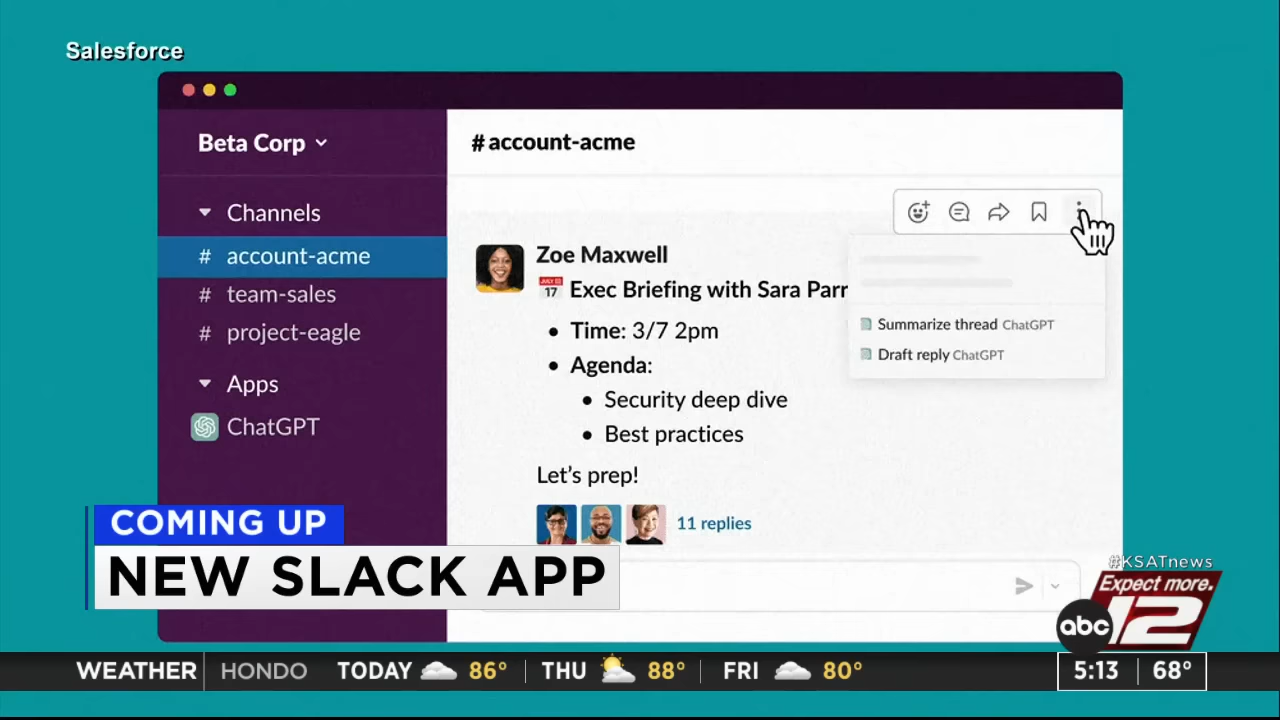 Salesforce
Beta Corp
#account-acme
Channels
# account-acme
# team-sales
# project-eagle
Apps
ChatGPT
Zoe Maxwell
JULY 17
Exec Briefing with Sara Parr
• Time: 3/7 2pm
• Agenda:
• Security deep dive
• Best practices
Let's prep!
11 replies
Summarize thread ChatGPT
Draft reply ChatGPT
COMING UP
NEW SLACK APP
#KSATnews
Expect more.
abc 12
WEATHER HONDO TODAY 86° THU 88° FRI 80° 5:13 68°